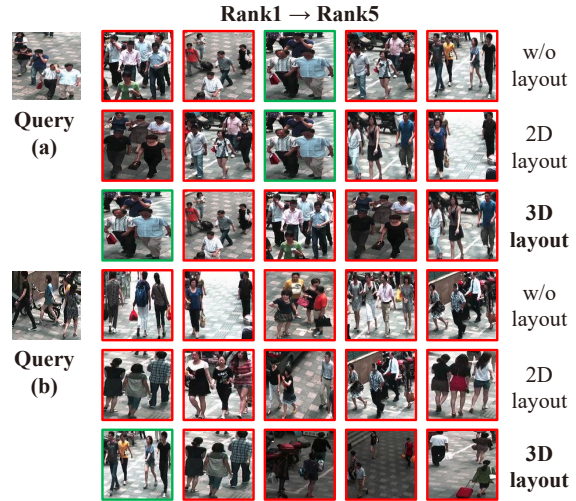 Rank1 → Rank5
w/o
layout
Query
(a)
2D
layout
3D
layout
Query
(b)
w/o
layout
2D
layout
3D
layout